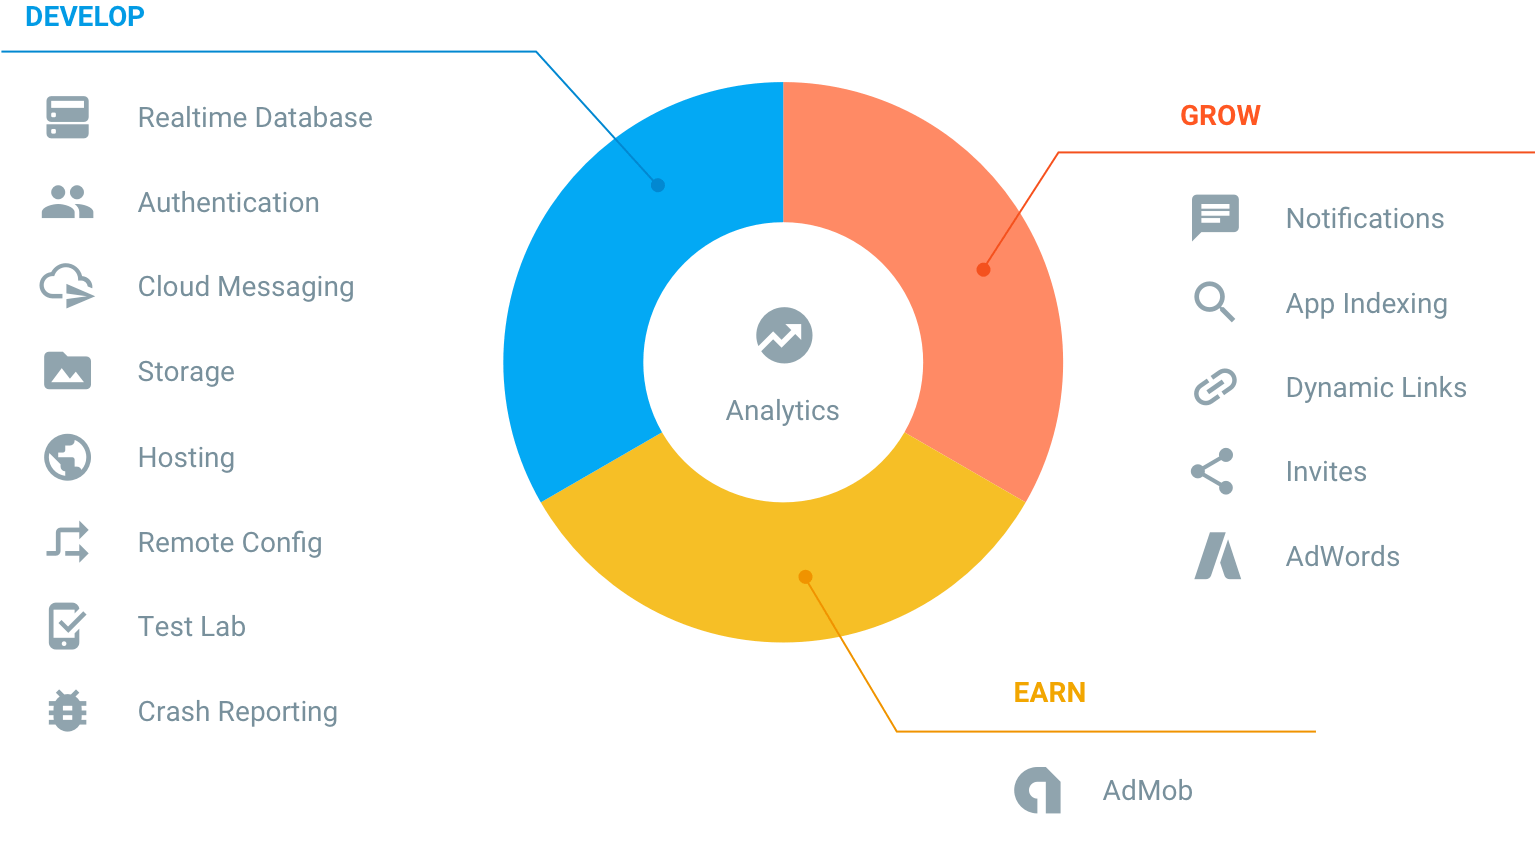 DEVELOP
Realtime Database
Authentication
Cloud Messaging
Storage
Hosting
Remote Config
Test Lab
Crash Reporting
Analytics
GROW
Notifications
App Indexing
Dynamic Links
Invites
AdWords
EARN
AdMob